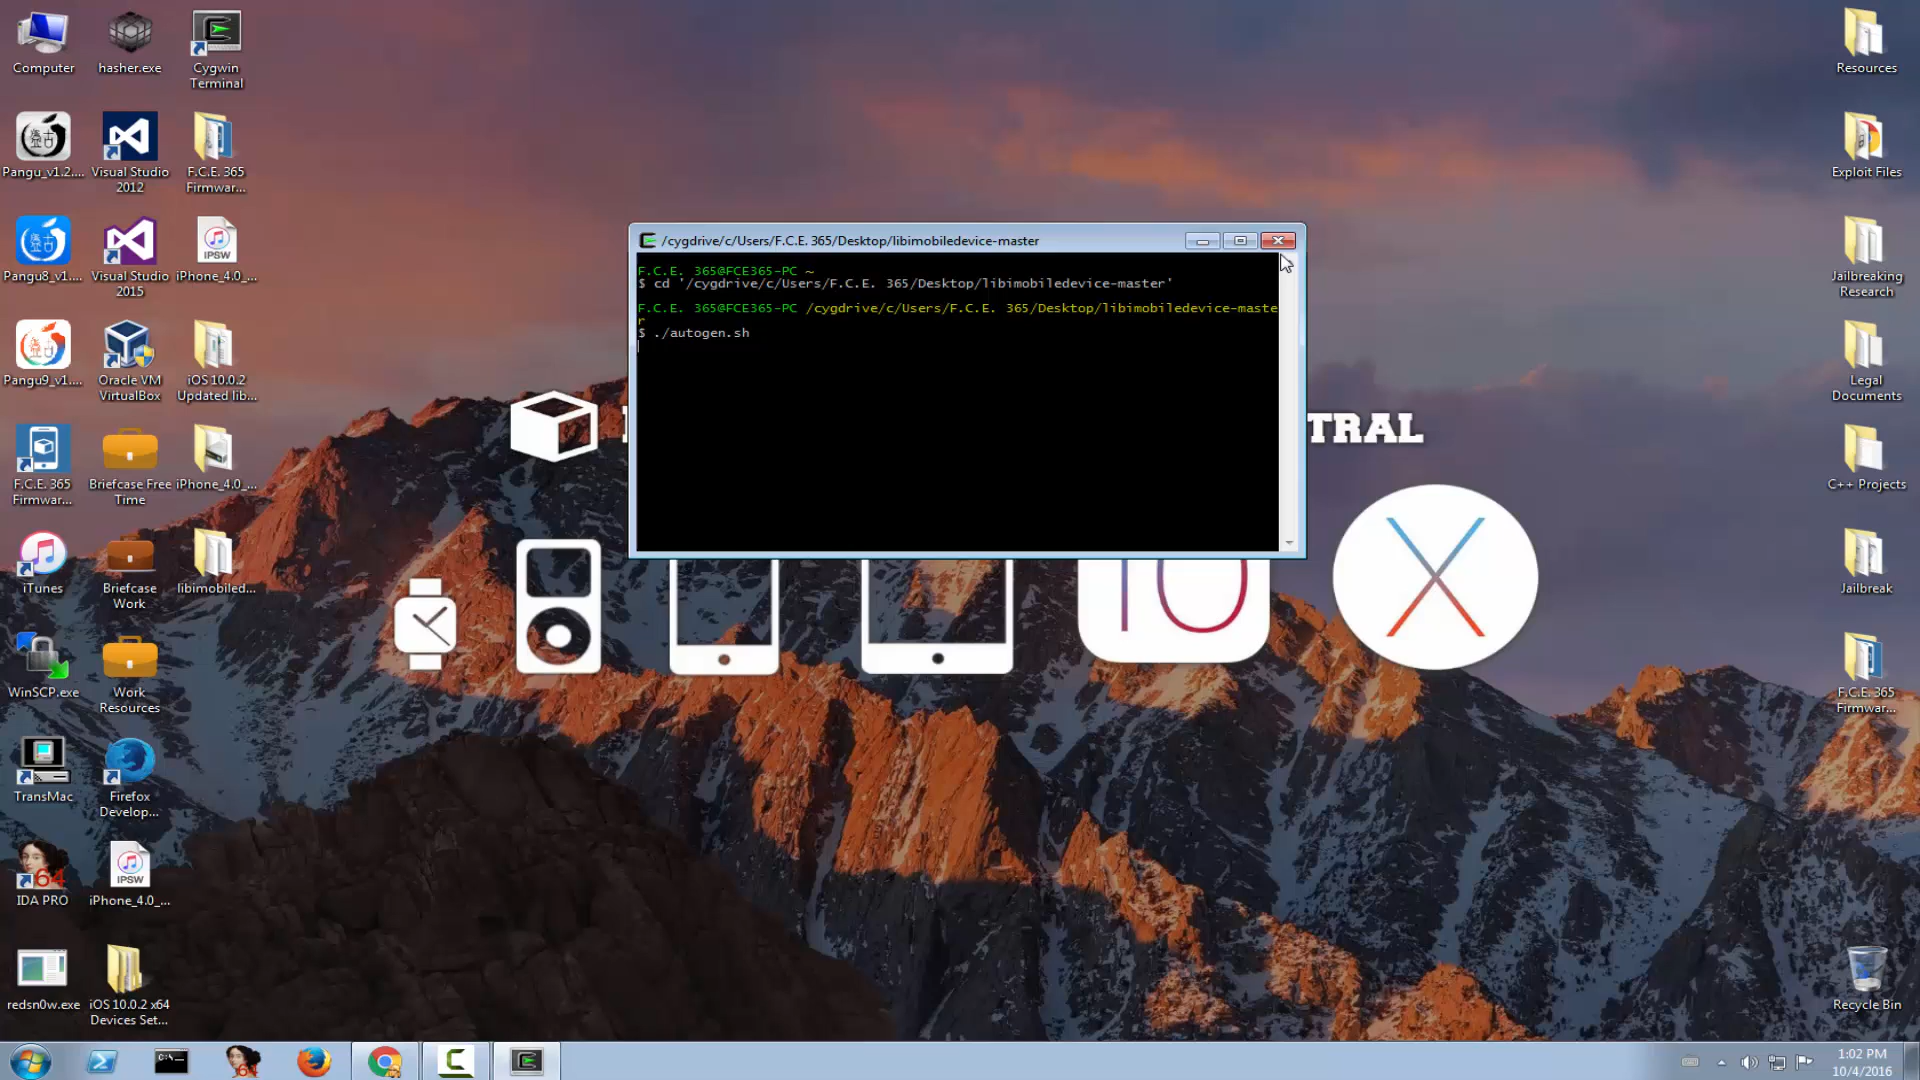 Computer
hasher.exe
Cygwin
Terminal
Pangu_v1.2....
Visual Studio
2012
F.C.E. 365
Firmwar...
Pangu8_v1....
Visual Studio
2015
iPhone_4.0_...
IPSW
Pangu9_v1....
Oracle VM
VirtualBox
iOS 10.0.2
Updated lib...
F.C.E. 365
Firmwar...
Briefcase Free
Time
iPhone_4.0_...
iTunes
Briefcase
Work
libimobiled...
WinSCP.exe
Work
Resources
TransMac
Firefox
Develop...
64
IDA PRO
IPSW
iPhone_4.0_...
redsn0w.exe
iOS 10.0.2 x64
Devices Set...
/cygdrive/c/Users/F.C.E. 365/Desktop/libimobiledevice-master
F.C.E. 365@FCE365-PC ~
$ cd '/cygdrive/c/Users/F.C.E. 365/Desktop/libimobiledevice-master'
F.C.E. 365@FCE365-PC /cygdrive/c/Users/F.C.E. 365/Desktop/libimobiledevice-maste
r
$ ./autogen.sh
TRAL
10
X
Resources
Exploit Files
Jailbreaking
Research
Legal
Documents
C++ Projects
Jailbreak
F.C.E. 365
Firmwar...
Recycle Bin
C:\-
64
1:02 PM
10/4/2016